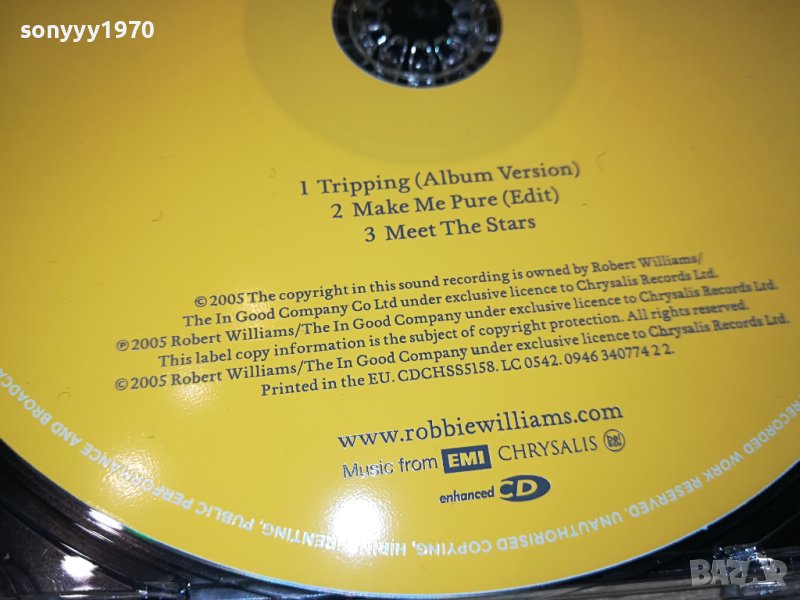 sonyyy1970
1 Tripping (Album Version)
2 Make Me Pure (Edit)
3 Meet The Stars
©2005 The copyright in this sound recording is owned by Robert Williams/
The In Good Company Co Ltd under exclusive licence to Chrysalis Records Ltd.
℗2005 Robert Williams/The In Good Company under exclusive licence to Chrysalis Records Ltd.
This label copy information is the subject of copyright protection. All rights reserved.
©2005 Robert Williams/The In Good Company under exclusive licence to Chrysalis Records Ltd.
Printed in the EU. CDCHSS5158. LC 0542. 0946 340774 2 2.
www.robbiewilliams.com
Music from EMI CHRYSALIS
enhanced CD
RECORDED WORK RESERVED. UNAUTHORISED COPYING, HIRING, RENTING, PUBLIC PERFORMANCE AND
BAZAR